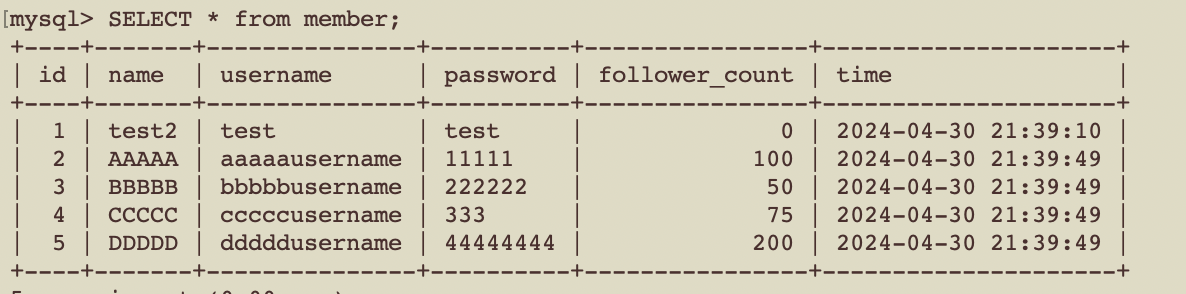 [mysql> SELECT * from member;
+----+-------+---------------+----------+----------------+---------------------+
| id | name  | username      | password | follower_count | time                |
+----+-------+---------------+----------+----------------+---------------------+
|  1 | test2 | test          | test     |              0 | 2024-04-30 21:39:10 |
|  2 | AAAAA | aaaaausername | 11111    |            100 | 2024-04-30 21:39:49 |
|  3 | BBBBB | bbbbbusername | 222222   |             50 | 2024-04-30 21:39:49 |
|  4 | CCCCC | cccccusername | 333      |             75 | 2024-04-30 21:39:49 |
|  5 | DDDDD | dddddusername | 44444444 |            200 | 2024-04-30 21:39:49 |
+----+-------+---------------+----------+----------------+---------------------+